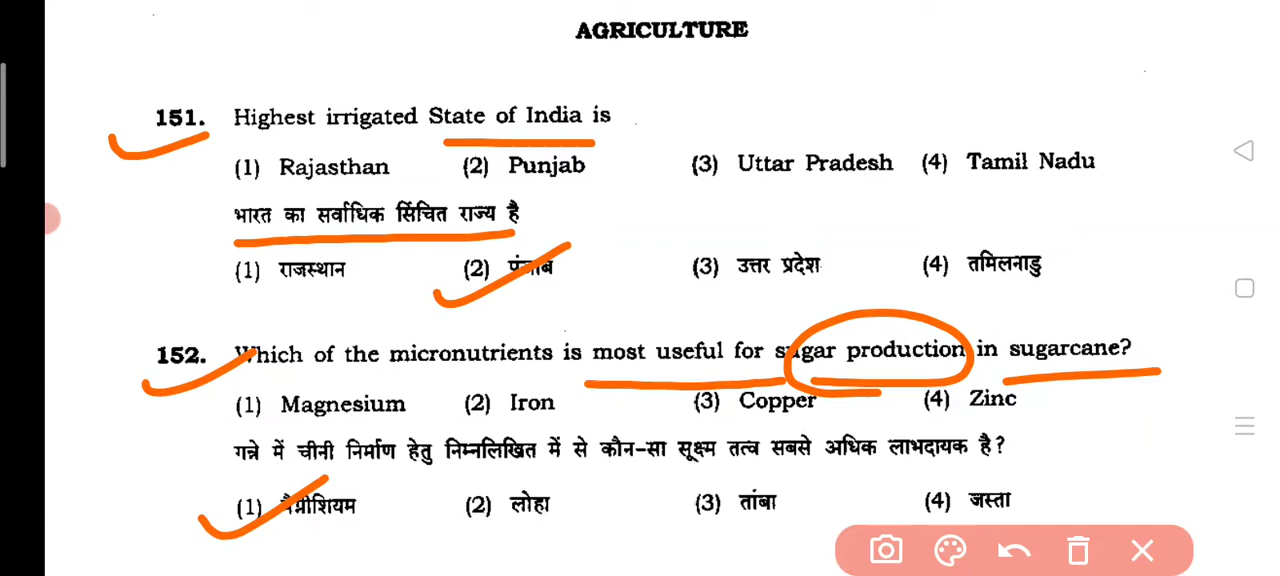 AGRICULTURE
151. Highest irrigated State of India is
(1) Rajasthan (2) Punjab (3) Uttar Pradesh (4) Tamil Nadu
भारत का सर्वाधिक सिंचित राज्य है
(1) राजस्थान (2) पंजाब (3) उत्तर प्रदेश (4) तमिलनाडु
152. Which of the micronutrients is most useful for sugar production in sugarcane?
(1) Magnesium (2) Iron (3) Copper (4) Zinc
गन्ने में चीनी निर्माण हेतु निम्नलिखित में से कौन-सा सूक्ष्म तत्व सबसे अधिक लाभदायक है?
(1) मैग्नीशियम (2) लोहा (3) तांबा (4) जस्ता